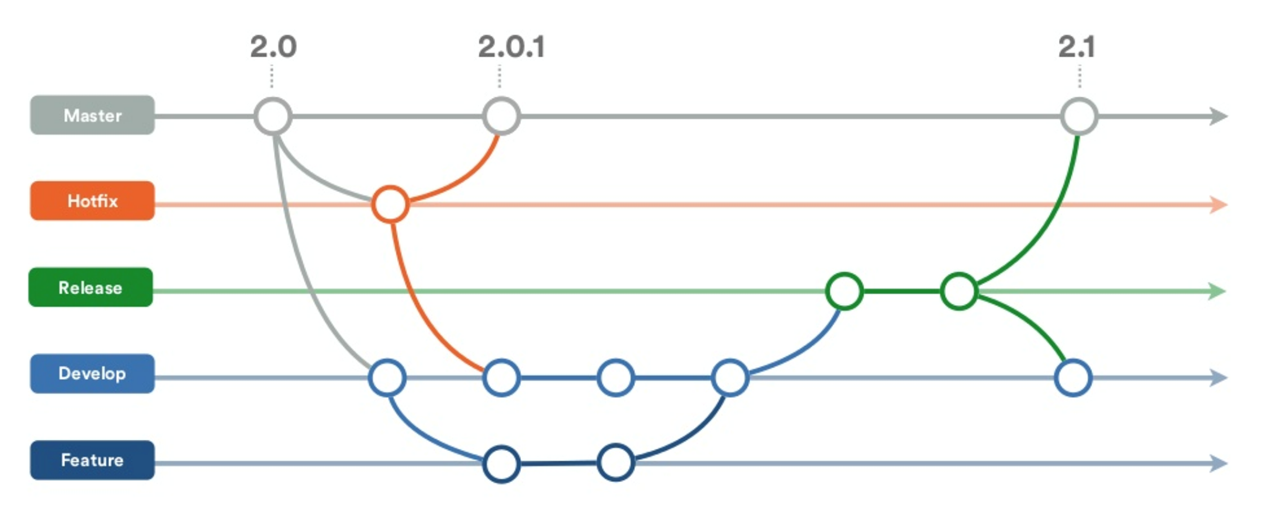 2.0 2.0.1 2.1
Master
Hotfix
Release
Develop
Feature